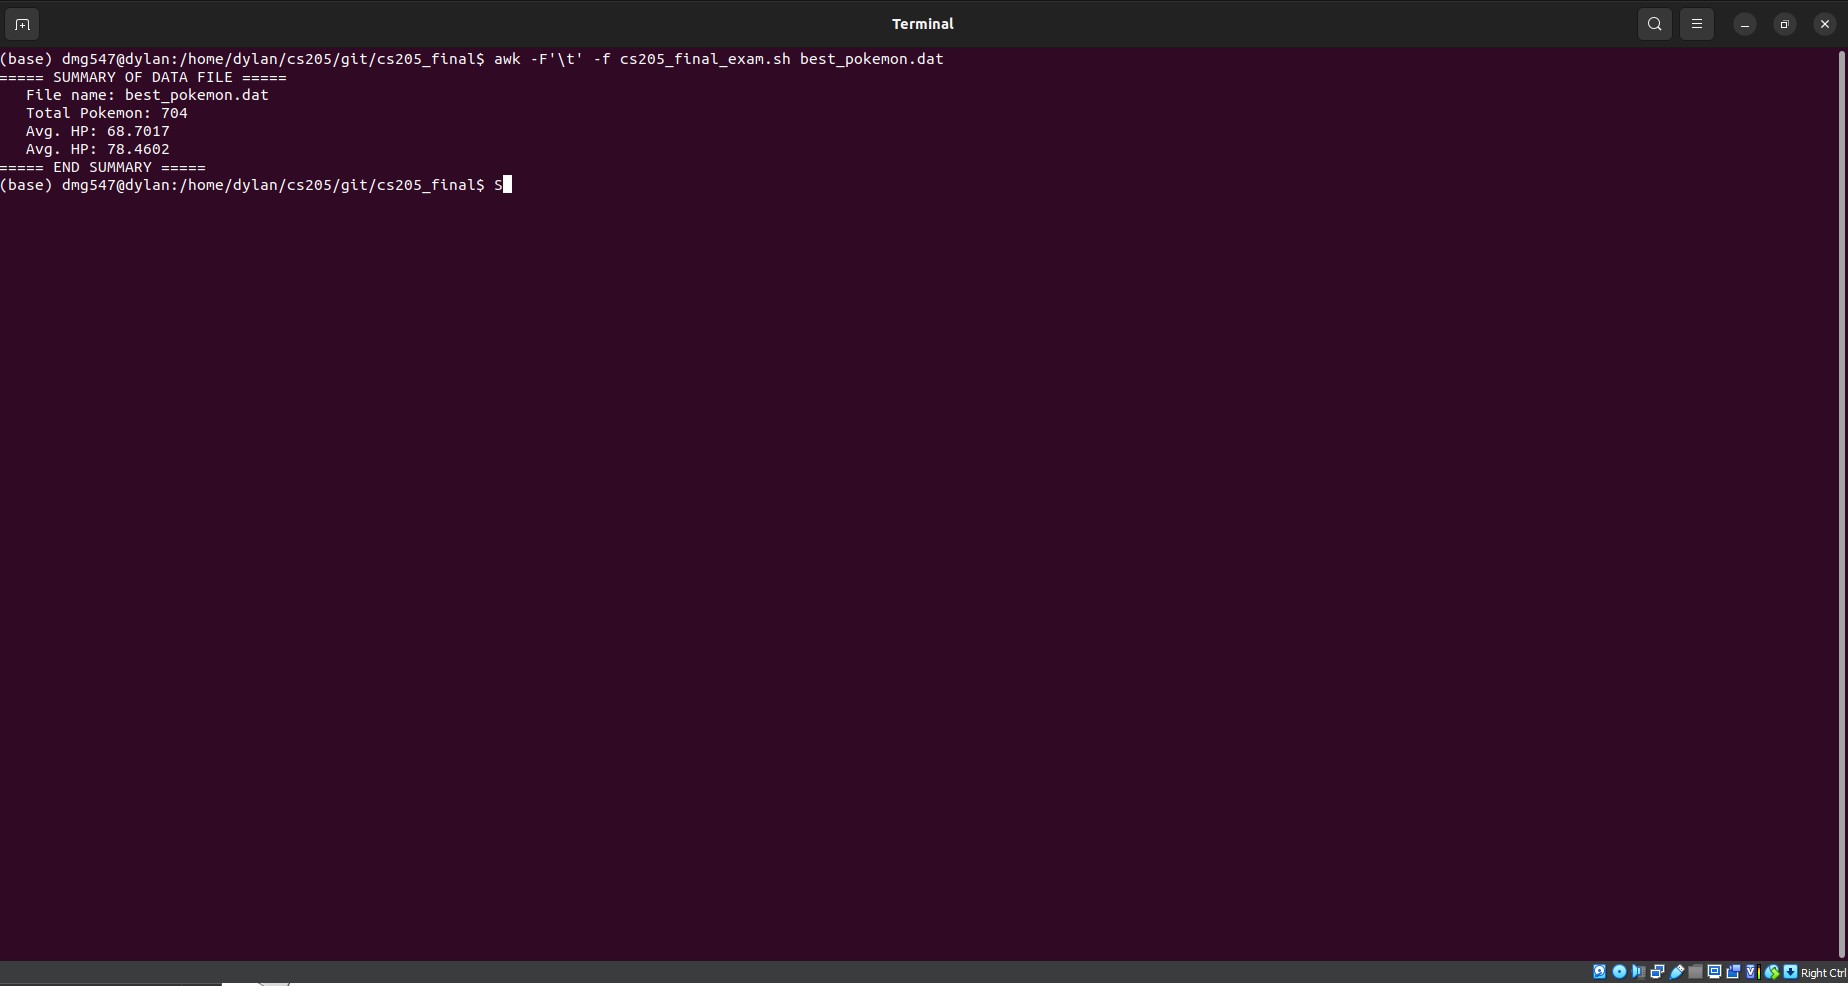 Terminal
(base) dmg547@dylan:/home/dylan/cs205/git/cs205_final$ awk -F'\t' -f cs205_final_exam.sh best_pokemon.dat
===== SUMMARY OF DATA FILE =====
   File name: best_pokemon.dat
   Total Pokemon: 704
   Avg. HP: 68.7017
   Avg. HP: 78.4602
===== END SUMMARY =====
(base) dmg547@dylan:/home/dylan/cs205/git/cs205_final$ S
Right Ctrl